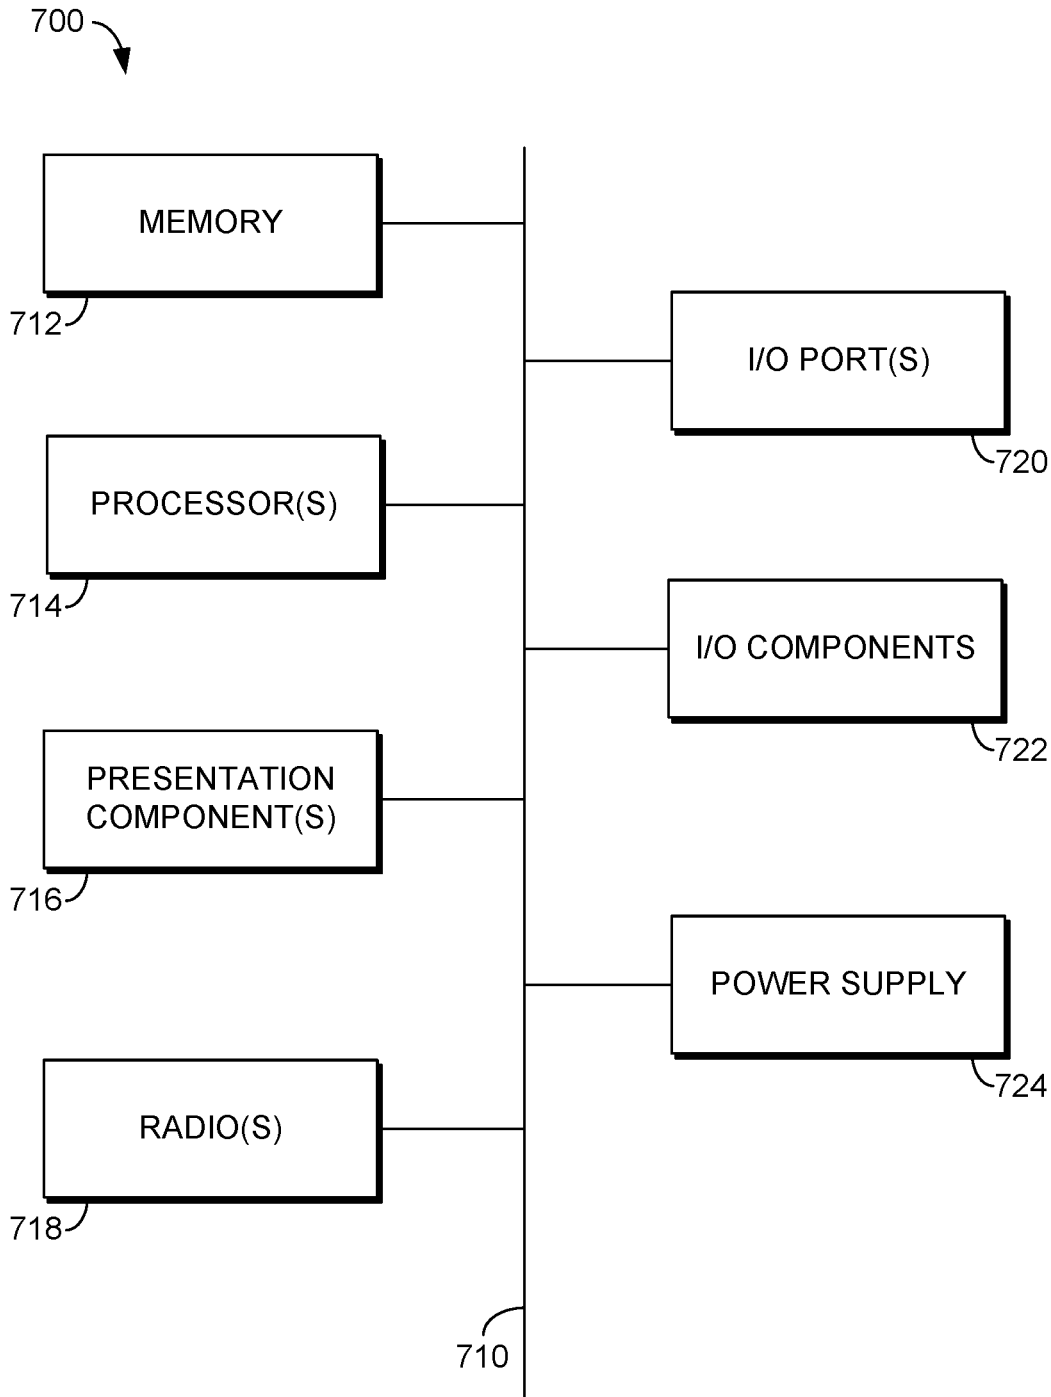 700
MEMORY
712
I/O PORT(S)
720
PROCESSOR(S)
714
I/O COMPONENTS
722
PRESENTATION
COMPONENT(S)
716
POWER SUPPLY
724
RADIO(S)
718
710